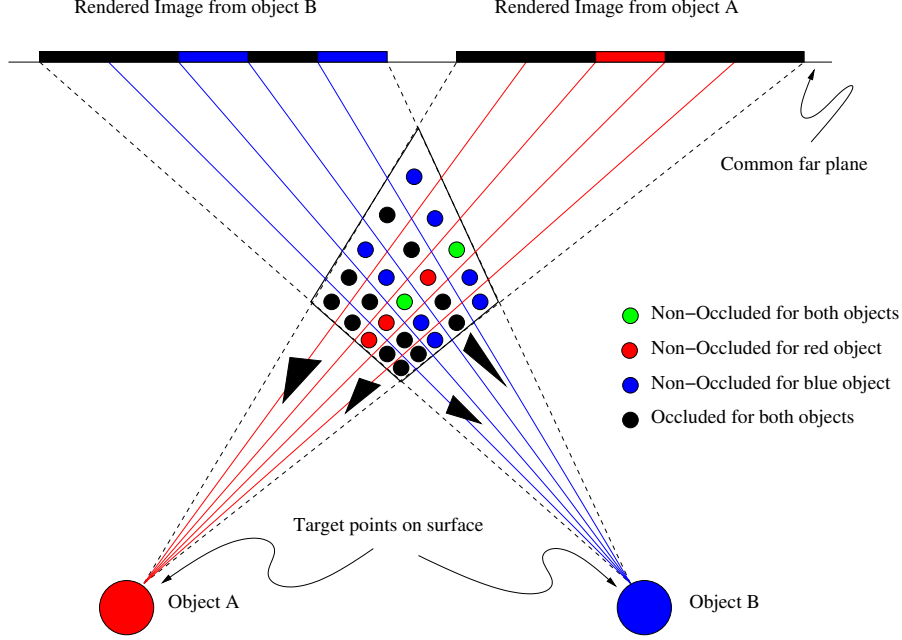 Rendered Image from object B
Rendered Image from object A
Common far plane
Non−Occluded for both objects
Non−Occluded for red object
Non−Occluded for blue object
Occluded for both objects
Target points on surface
Object A
Object B